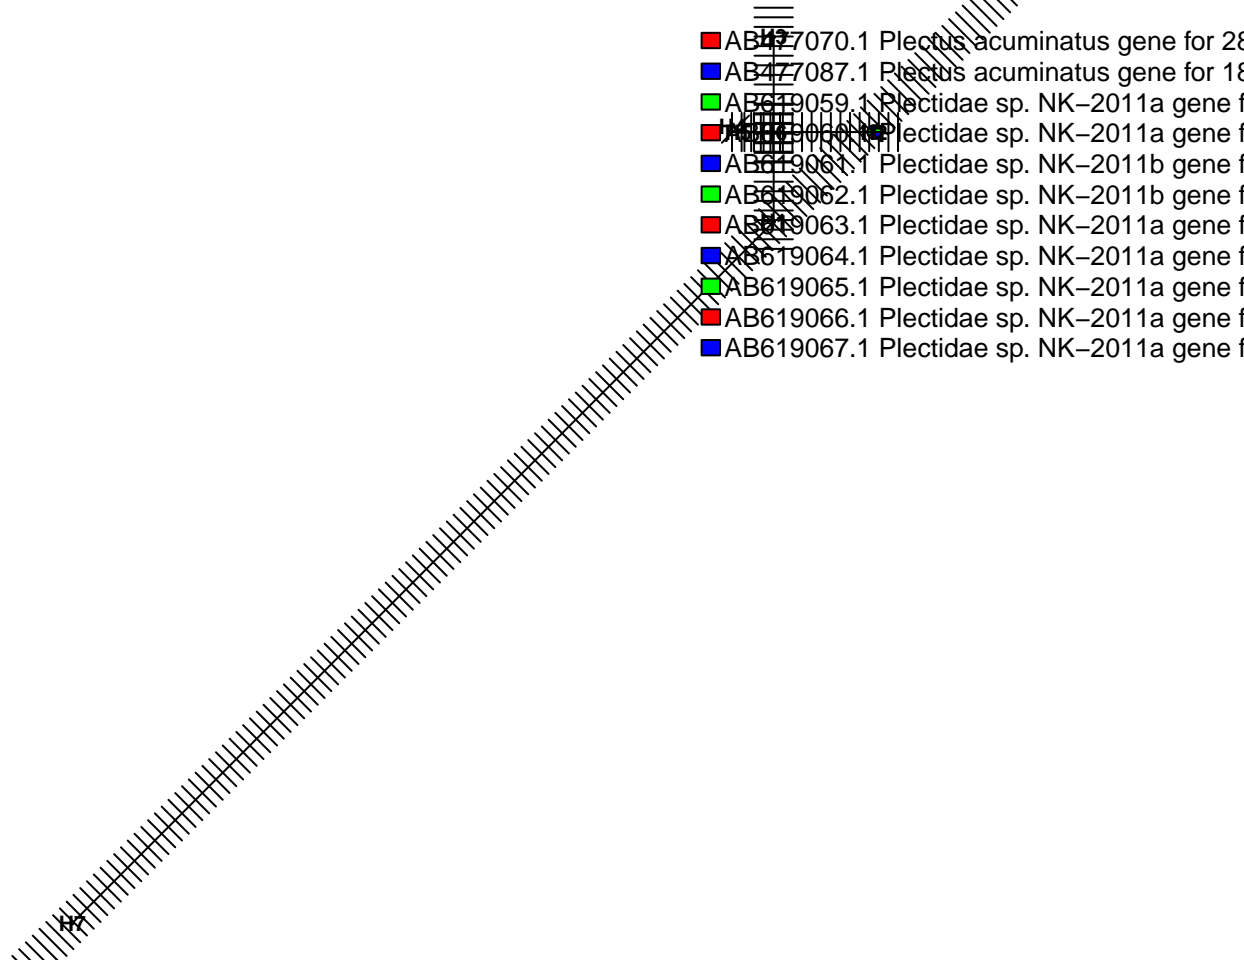 H3
AB477070.1 Plectus acuminatus gene for 28
AB477087.1 Plectus acuminatus gene for 18
AB619059.1 Plectidae sp. NK−2011a gene f
AB619060.1 Plectidae sp. NK−2011a gene f
AB619061.1 Plectidae sp. NK−2011b gene f
AB619062.1 Plectidae sp. NK−2011b gene f
AB619063.1 Plectidae sp. NK−2011a gene f
AB619064.1 Plectidae sp. NK−2011a gene f
AB619065.1 Plectidae sp. NK−2011a gene f
AB619066.1 Plectidae sp. NK−2011a gene f
AB619067.1 Plectidae sp. NK−2011a gene f
H7